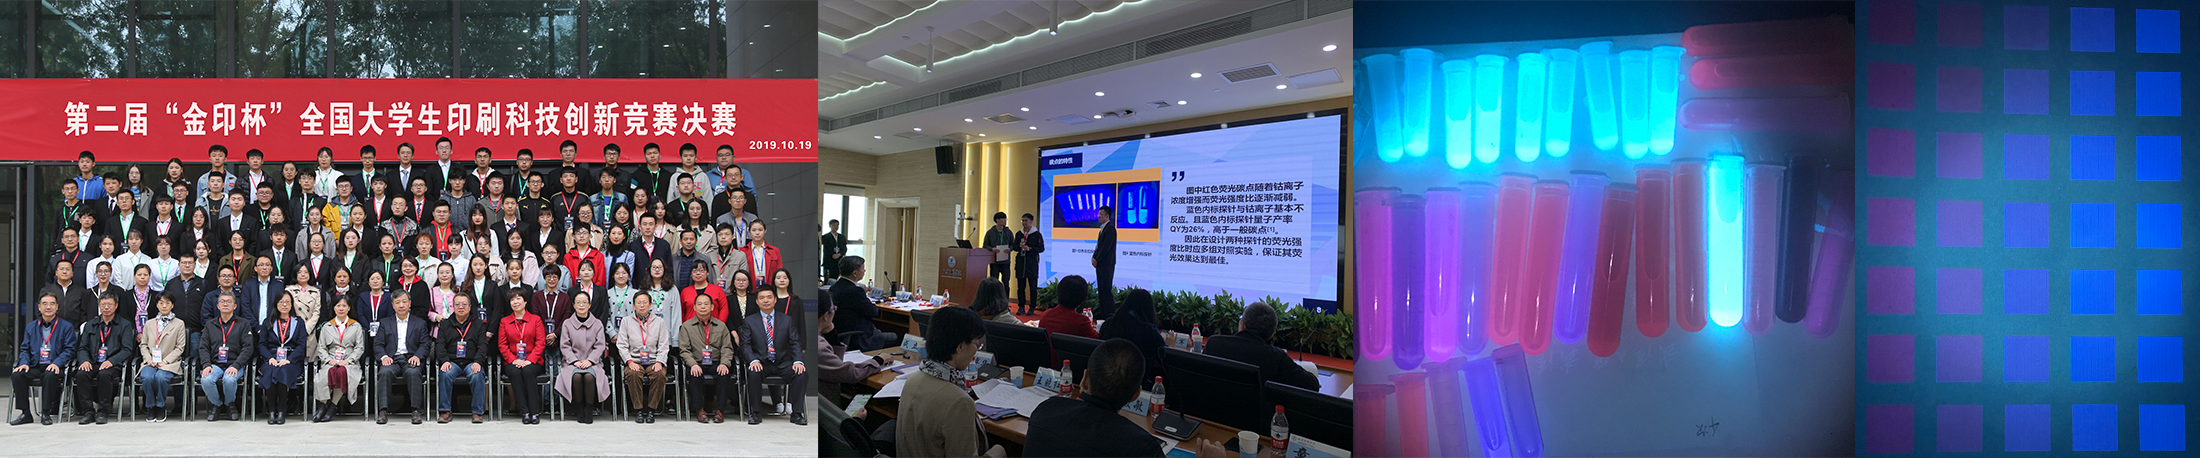 第二届“金印杯”全国大学生印刷科技创新竞赛决赛
2019.10.19
碳点的特性
”
图中红色荧光碳点随着钴离子
浓度增强而荧光强度比逐渐减弱。
蓝色内标探针与钴离子基本不
反应。且蓝色内标探针量子产率
QY为26%，高于一般碳点[1]。
因此在设计两种探针的荧光强
度比时应多组对照实验，保证其荧
光效果达到最佳。
8